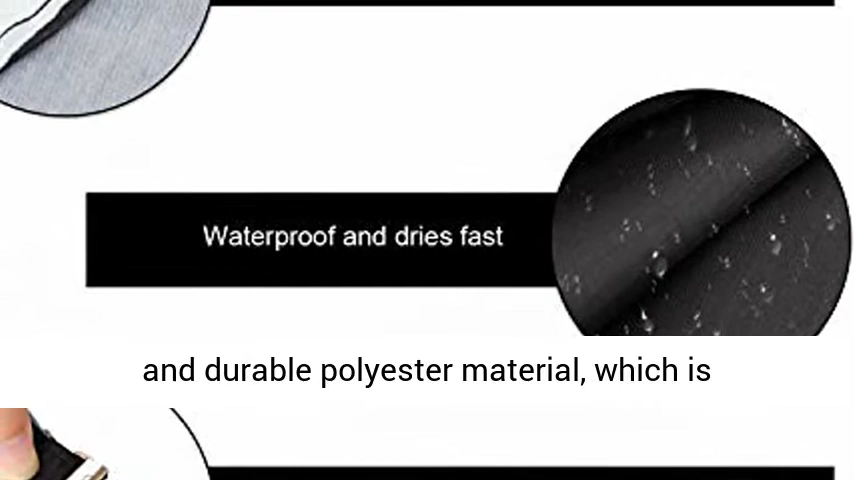 Waterproof and dries fast
and durable polyester material, which is